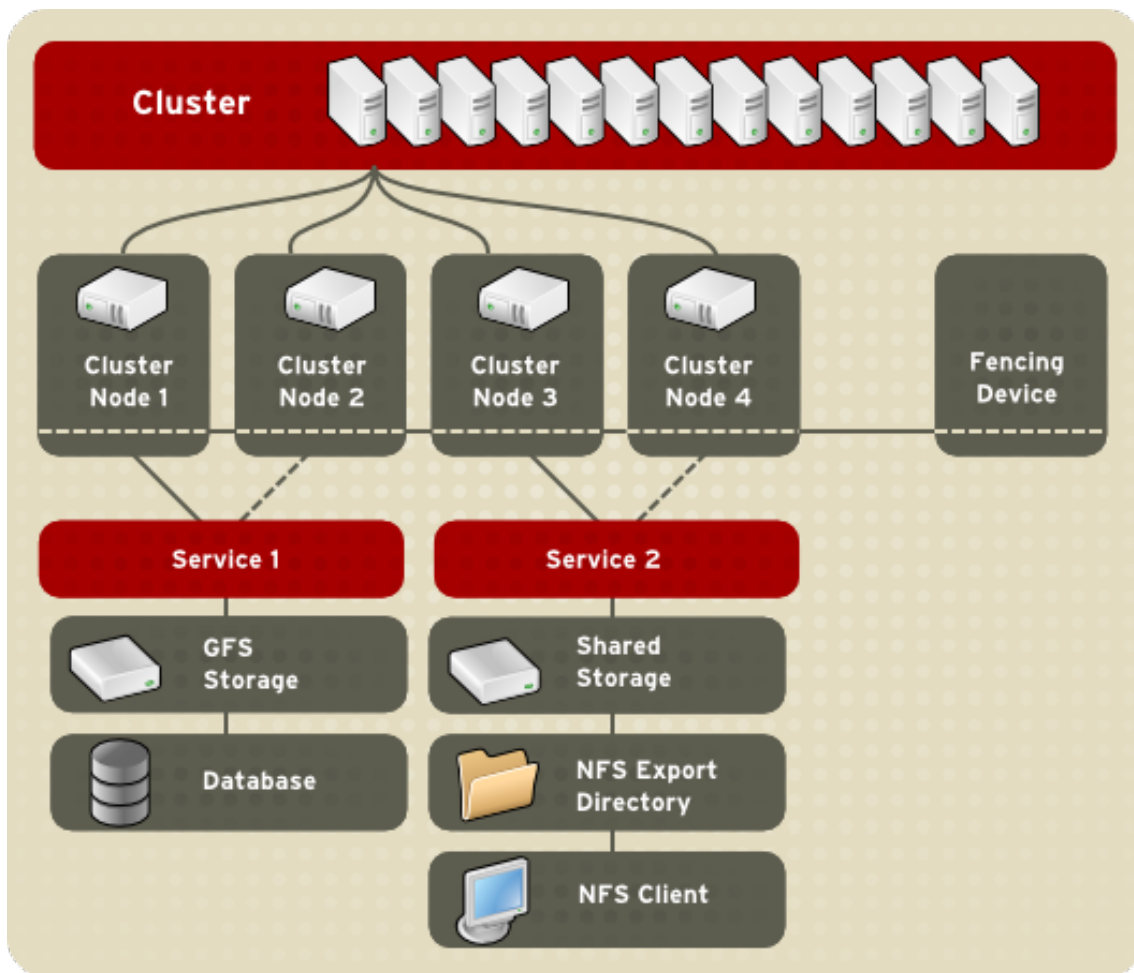 Cluster
Cluster
Node 1
Cluster
Node 2
Cluster
Node 3
Cluster
Node 4
Fencing
Device
Service 1
Service 2
GFS
Storage
Shared
Storage
Database
NFS Export
Directory
NFS Client